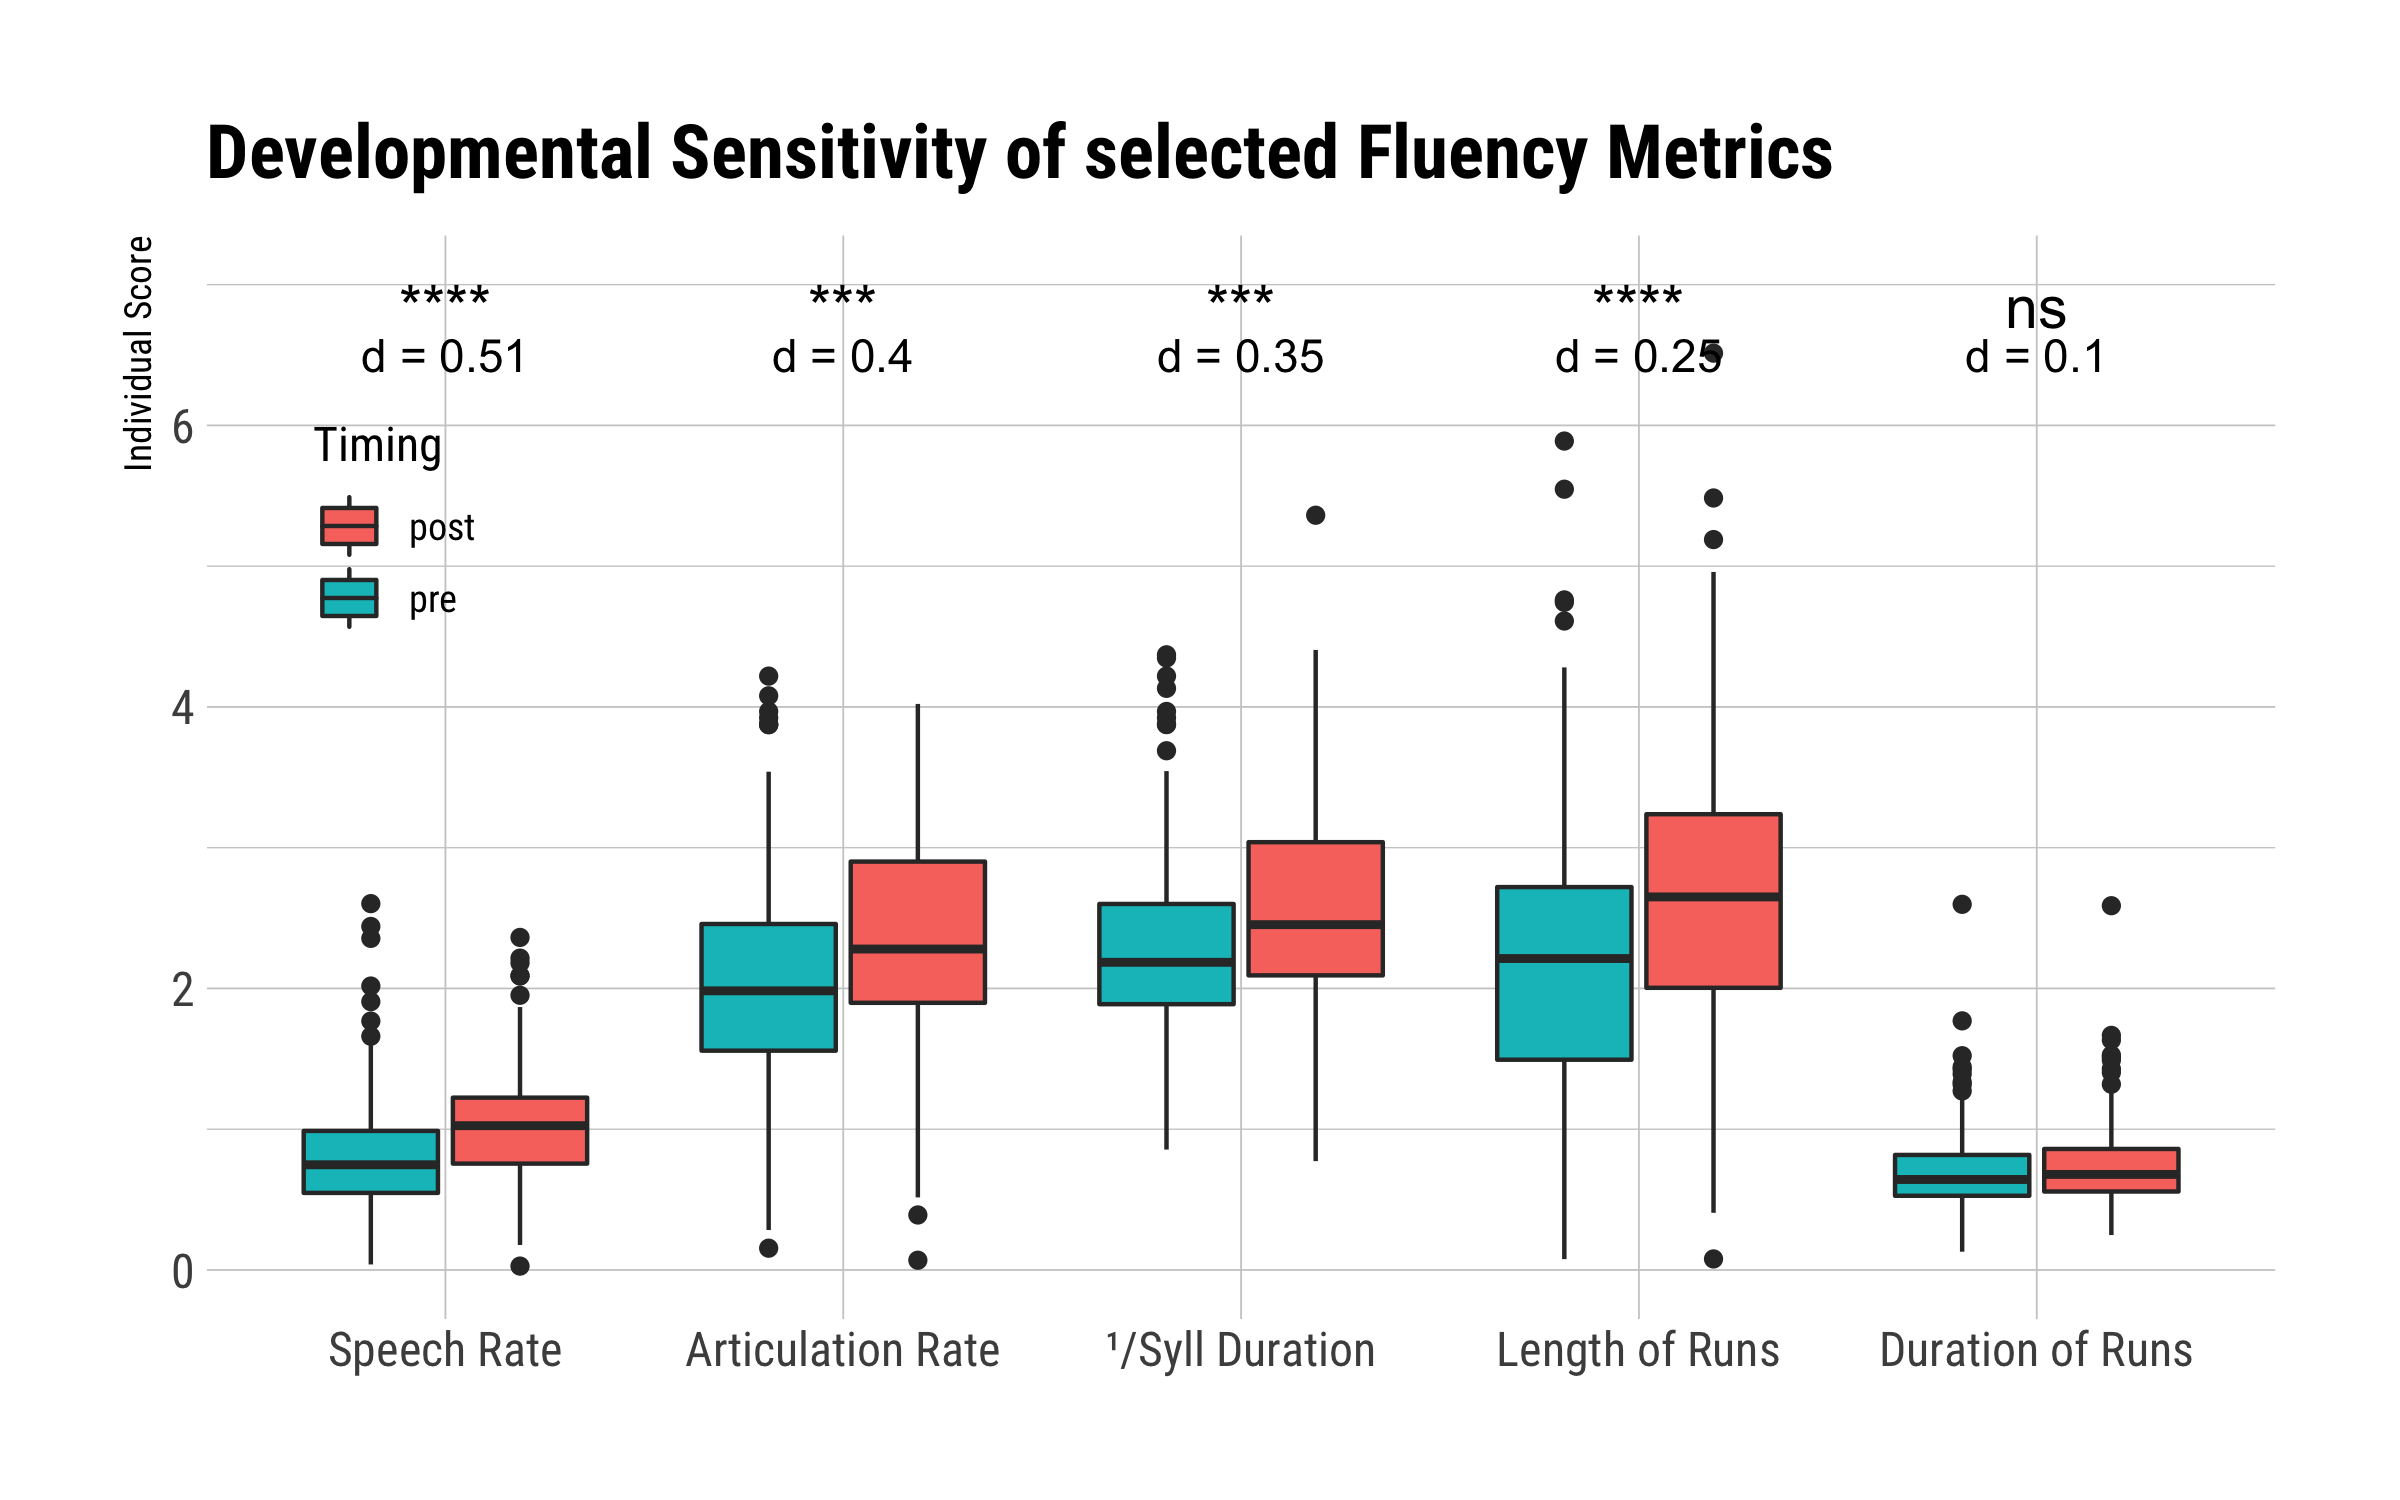 Developmental Sensitivity of selected Fluency Metrics
Individual Score
**** *** *** **** ns
d = 0.51 d = 0.4 d = 0.35 d = 0.25 d = 0.1
6
Timing
post
pre
4
2
0
Speech Rate Articulation Rate ¹/Syll Duration Length of Runs Duration of Runs